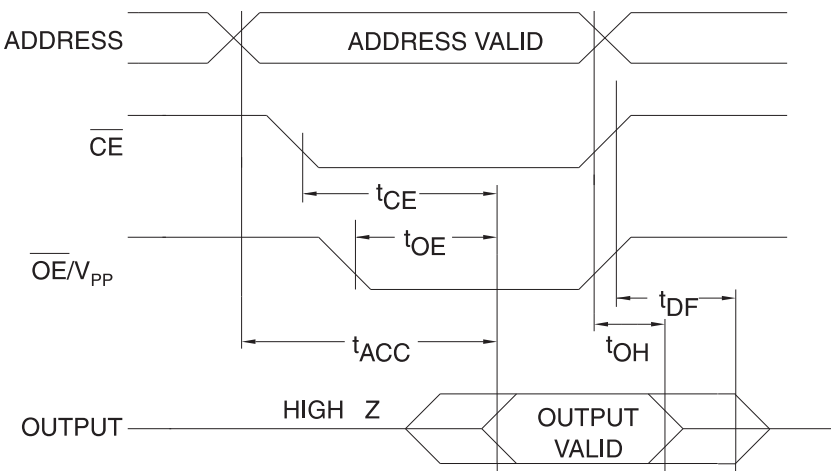 ADDRESS
ADDRESS VALID
CE
tCE
tOE
OE/VPP
tDF
tACC
tOH
HIGH Z
OUTPUT
OUTPUT
VALID